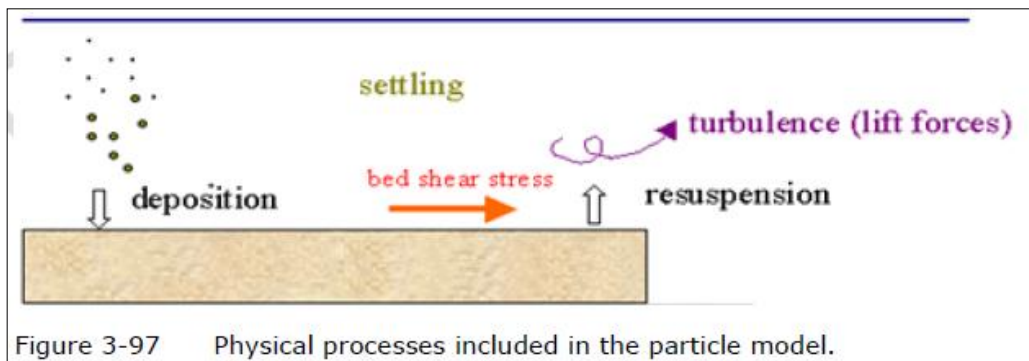 settling
turbulence (lift forces)
bed shear stress
deposition
resuspension
Figure 3-97 Physical processes included in the particle model.